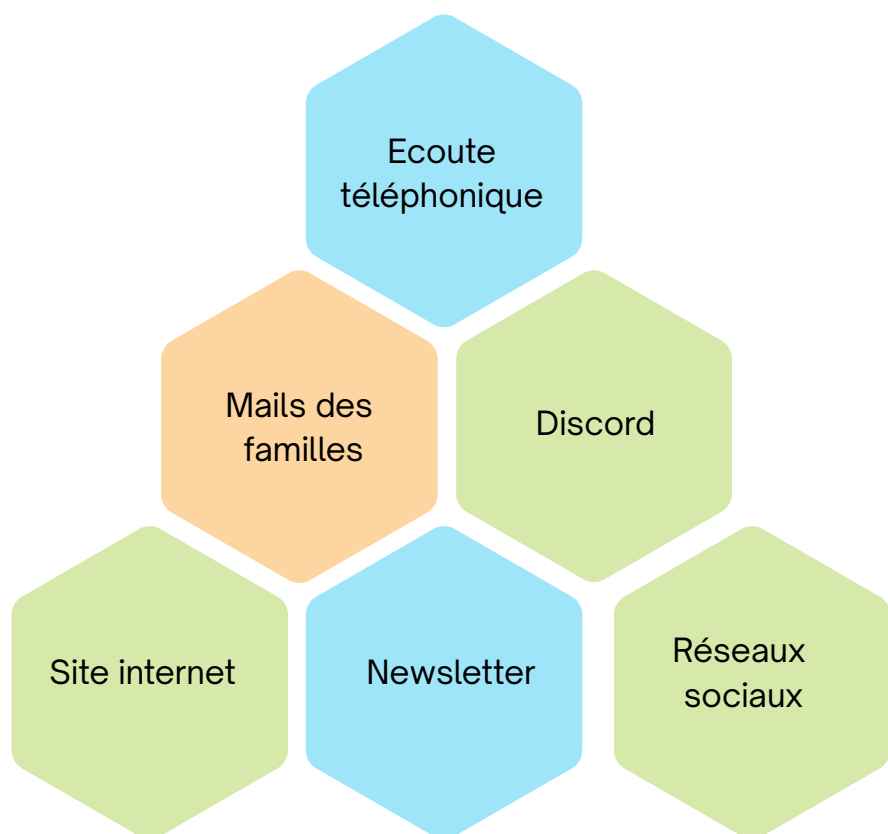 Ecoute
téléphonique
Mails des
familles
Discord
Site internet
Newsletter
Réseaux
sociaux